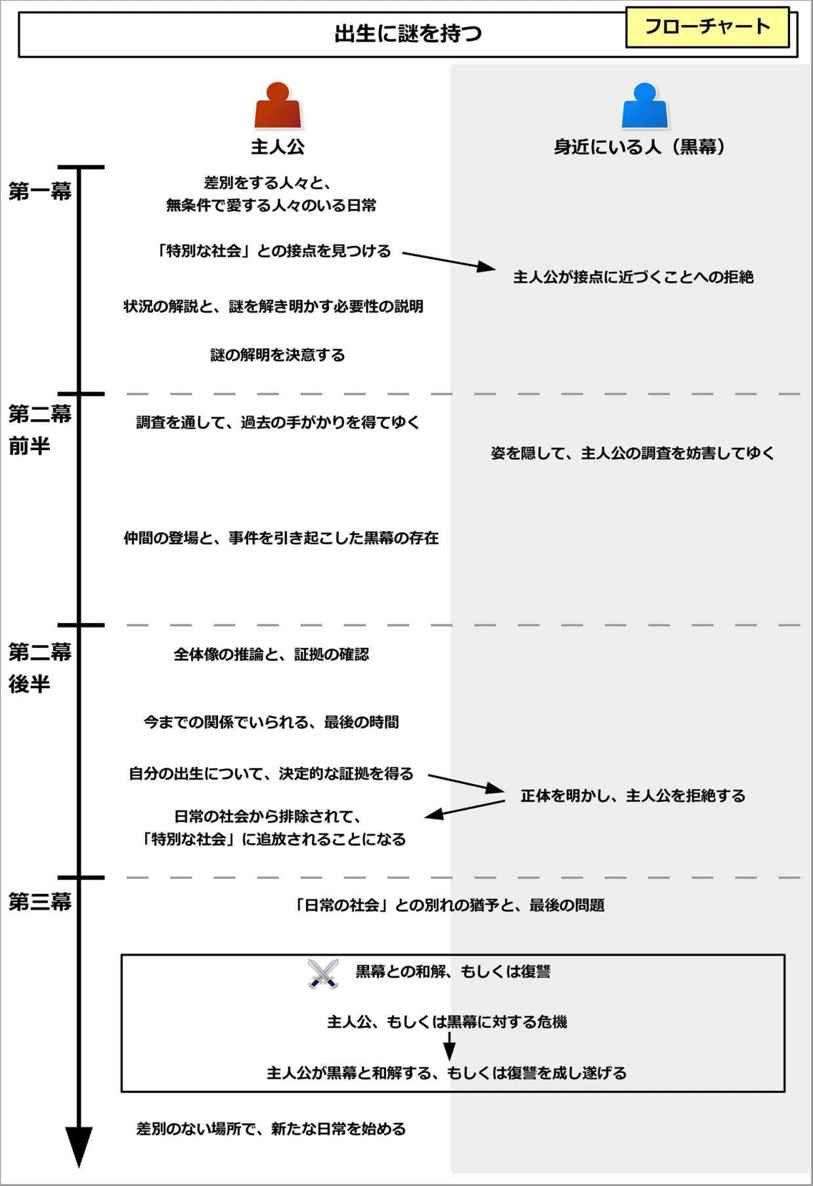 出生に謎を持つ
フローチャート
主人公
身近にいる人（黒幕）
第一幕
差別をする人々と、
無条件で愛する人々のいる日常
「特別な社会」との接点を見つける
主人公が接点に近づくことへの拒絶
状況の解説と、謎を解き明かす必要性の説明
謎の解明を決意する
第二幕
前半
調査を通して、過去の手がかりを得てゆく
姿を隠して、主人公の調査を妨害してゆく
仲間の登場と、事件を引き起こした黒幕の存在
第二幕
後半
全体像の推論と、証拠の確認
今までの関係でいられる、最後の時間
自分の出生について、決定的な証拠を得る
正体を明かし、主人公を拒絶する
日常の社会から排除されて、
「特別な社会」に追放されることになる
第三幕
「日常の社会」との別れの猶予と、最後の問題
黒幕との和解、もしくは復讐
主人公、もしくは黒幕に対する危機
主人公が黒幕と和解する、もしくは復讐を成し遂げる
差別のない場所で、新たな日常を始める